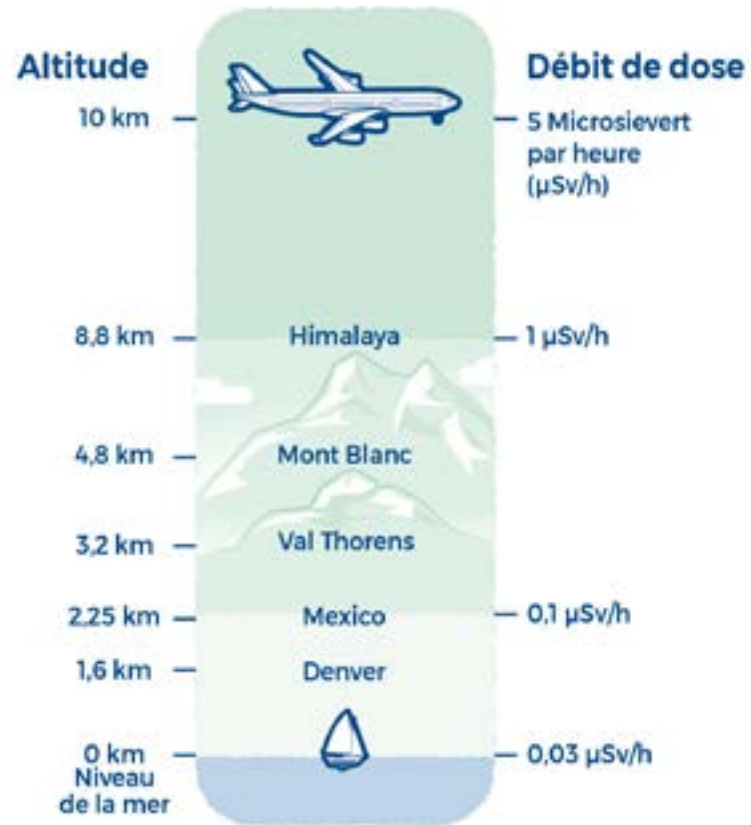 Altitude
Débit de dose
10 km
5 Microsievert
par heure
(µSv/h)
8,8 km
Himalaya
1 µSv/h
4,8 km
Mont Blanc
3,2 km
Val Thorens
2,25 km
Mexico
0,1 µSv/h
1,6 km
Denver
0 km
Niveau
de la mer
0,03 µSv/h